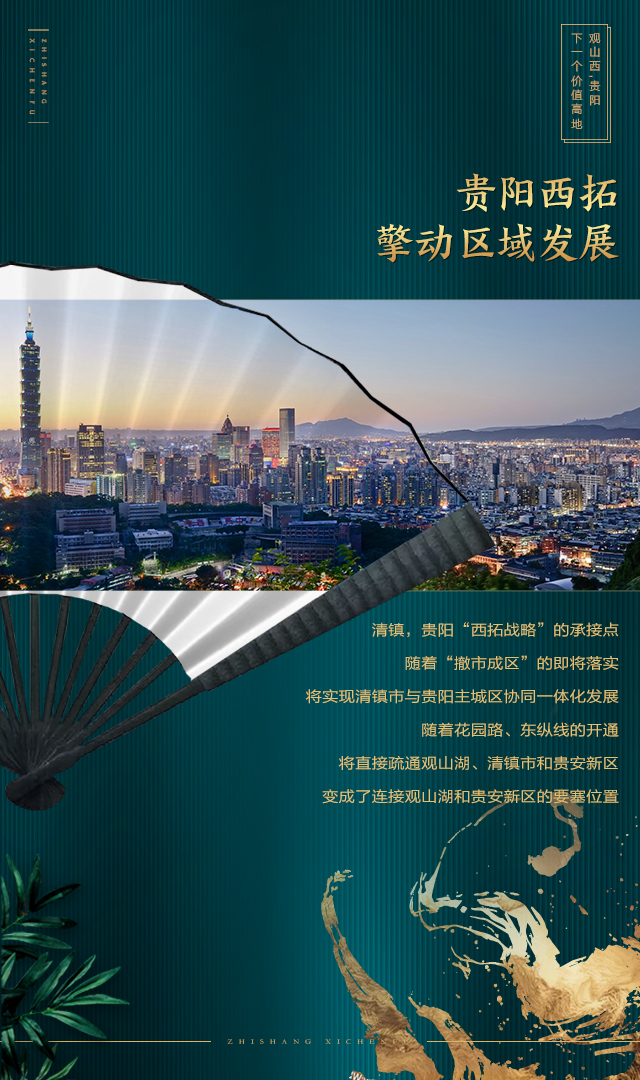 ZHISHANG
XICHENFU
观山西.贵阳
下一个价值高地
贵阳西拓
擎动区域发展
清镇，贵阳“西拓战略”的承接点
随着“撤市成区”的即将落实
将实现清镇市与贵阳主城区协同一体化发展
随着花园路、东纵线的开通
将直接疏通观山湖、清镇市和贵安新区
变成了连接观山湖和贵安新区的要塞位置
ZHISHANG XICHE